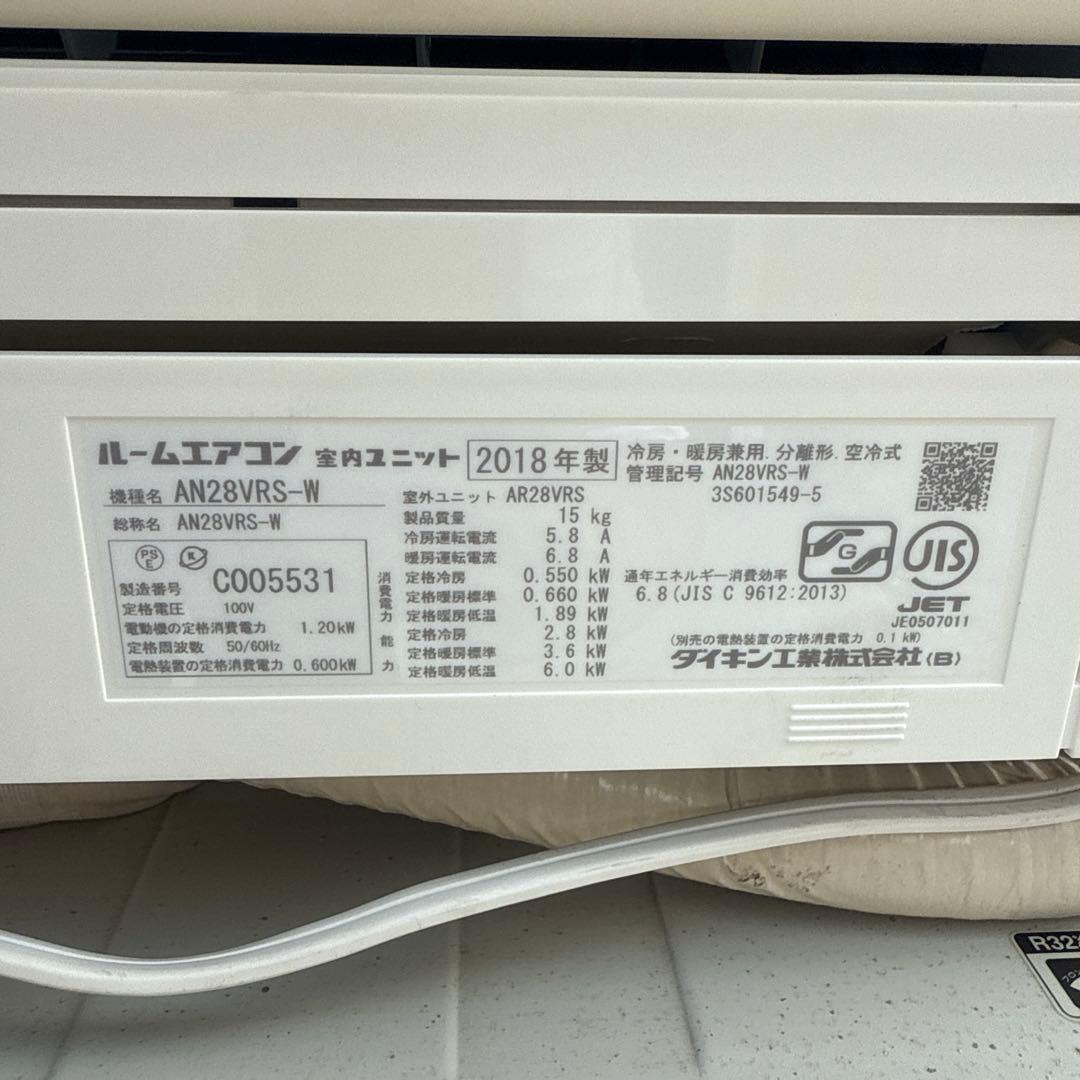 ルームエアコン 室内ユニット 2018年製
機種名 AN28VRS-W
総称名 AN28VRS-W
PSE
製造番号 C005531
定格電圧 100V
電動機の定格消費電力 1.20kW
定格周波数 50/60Hz
電熱装置の定格消費電力 0.600kW
室外ユニット AR28VRS
製品質量 15 kg
冷房運転電流 5.8 A
暖房運転電流 6.8 A
消費電力
定格冷房 0.550 kW
定格暖房標準 0.660 kW
定格暖房低温 1.89 kW
能力
定格冷房 2.8 kW
定格暖房標準 3.6 kW
定格暖房低温 6.0 kW
冷房・暖房兼用.分離形.空冷式
管理記号 AN28VRS-W
3S601549-5
G
JIS
JET
JE0507011
通年エネルギー消費効率
6.8(JIS C 9612:2013)
(別売の電熱装置の定格消費電力 0.1 kW)
ダイキン工業株式会社(B)
R32